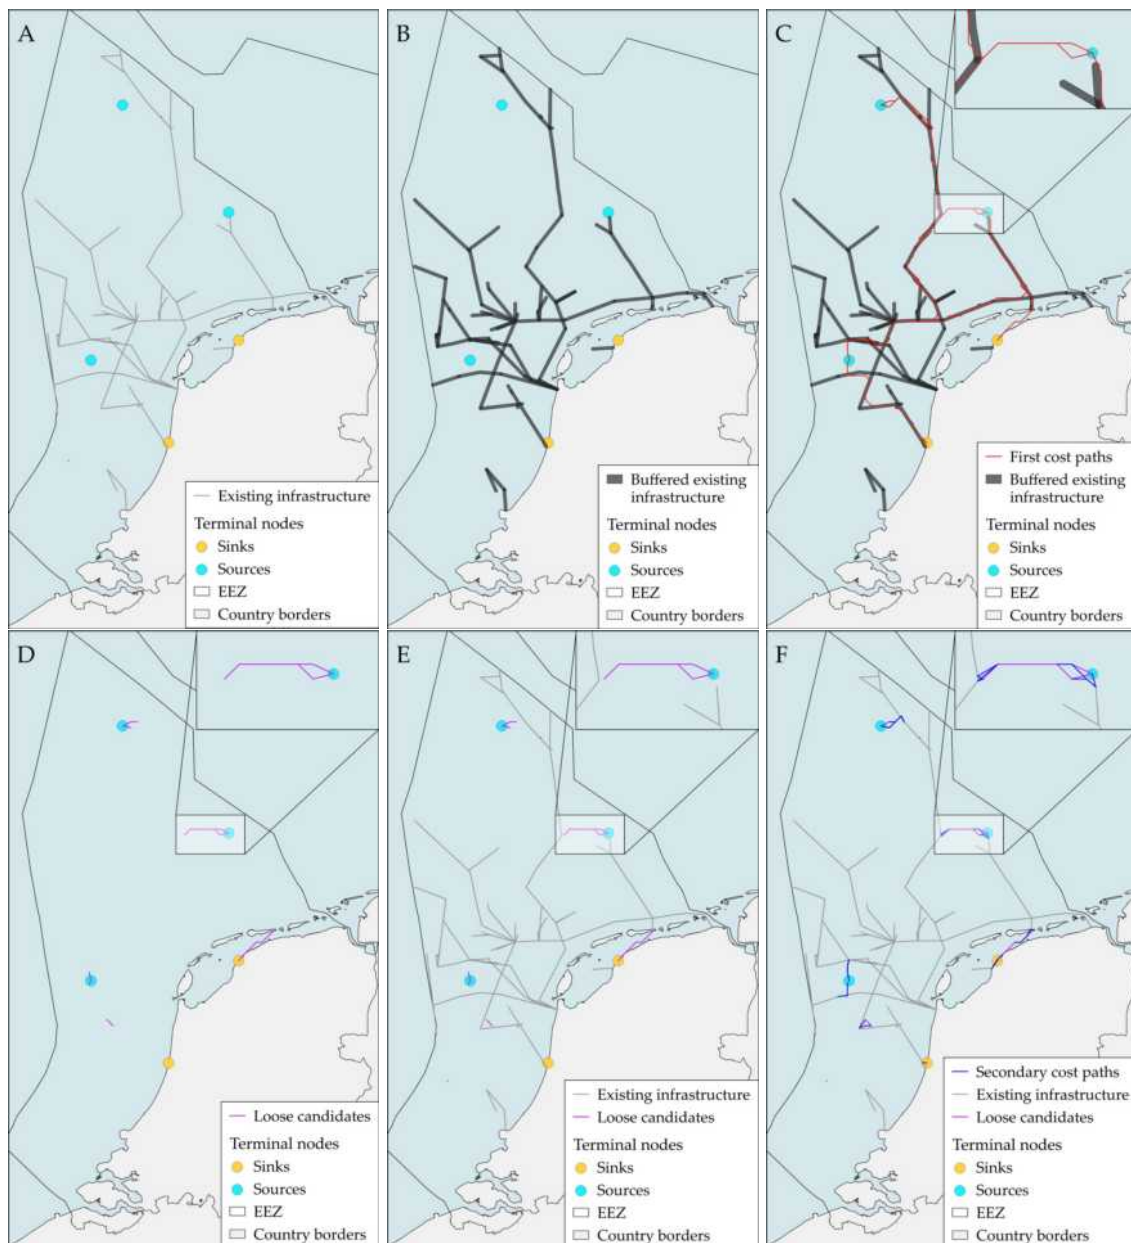 A
Existing infrastructure
Terminal nodes
Sinks
Sources
EEZ
Country borders
B
Buffered existing
infrastructure
Terminal nodes
Sinks
Sources
EEZ
Country borders
C
First cost paths
Buffered existing
infrastructure
Terminal nodes
Sinks
Sources
EEZ
Country borders
D
Loose candidates
Terminal nodes
Sinks
Sources
EEZ
Country borders
E
Existing infrastructure
Loose candidates
Terminal nodes
Sinks
Sources
EEZ
Country borders
F
Secondary cost paths
Existing infrastructure
Loose candidates
Terminal nodes
Sinks
Sources
EEZ
Country borders